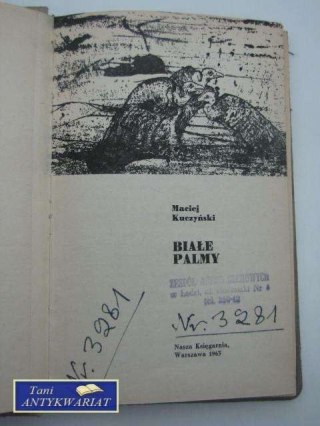 Maciej
Kuczyński
BIAŁE
PALMY
Nr. 3281
Nr. 3281
Nasza Księgarnia,
Warszawa 1965
Tani
ANTYKWARIAT